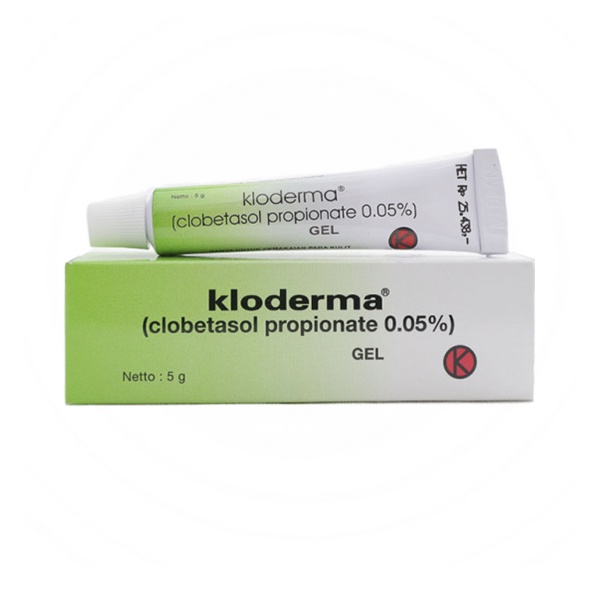 Netto : 5 g
kloderma®
(clobetasol propionate 0.05%)
GEL
K
HET Rp 25.438,-
kloderma®
(clobetasol propionate 0.05%)
GEL
K
Netto : 5 g